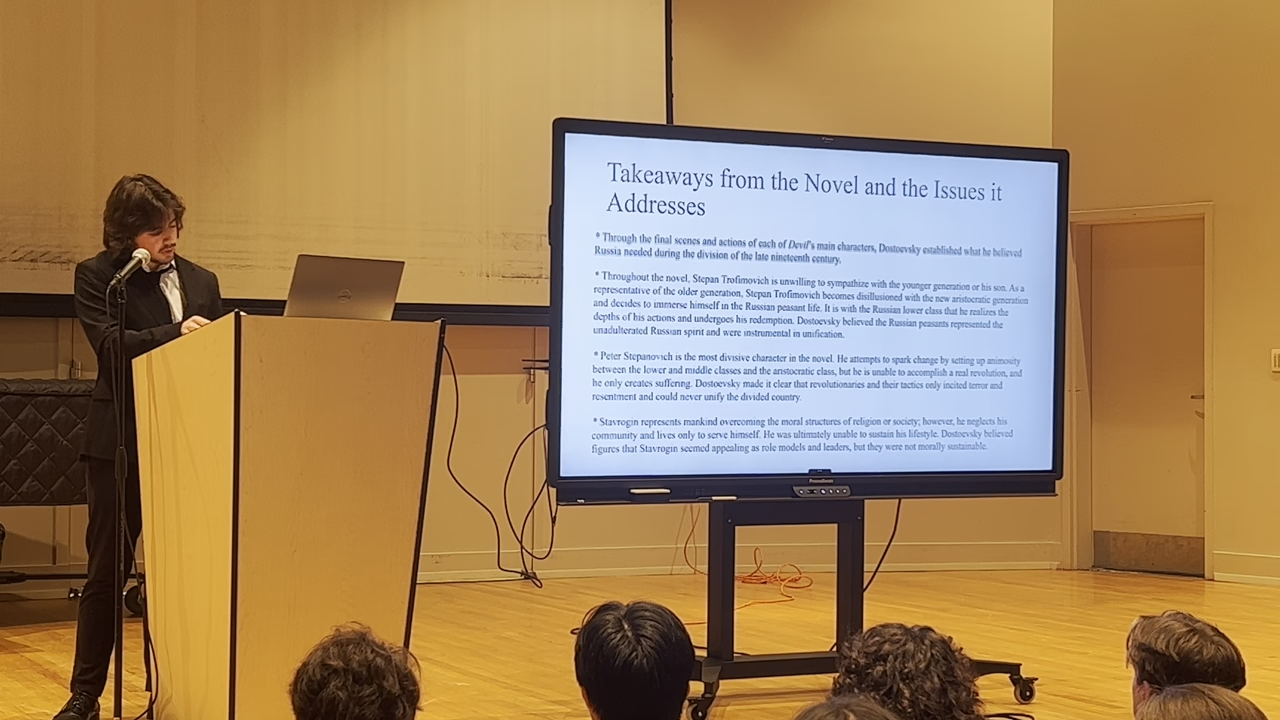 Takeaways from the Novel and the Issues it
Addresses
* Through the final scenes and actions of each of Devil's main characters, Dostoevsky established what he believed
Russia needed during the division of the late nineteenth century.
* Throughout the novel, Stepan Trofimovich is unwilling to sympathize with the younger generation or his son. As a
representative of the older generation, Stepan Trofimovich becomes disillusioned with the new aristocratic generation
and decides to immerse himself in the Russian peasant life. It is with the Russian lower class that he realizes the
depths of his actions and undergoes his redemption. Dostoevsky believed the Russian peasants represented the
unadulterated Russian spirit and were instrumental in unification.
* Peter Stepanovich is the most divisive character in the novel. He attempts to spark change by setting up animosity
between the lower and middle classes and the aristocratic class, but he is unable to accomplish a real revolution, and
he only creates suffering. Dostoevsky made it clear that revolutionaries and their tactics only incited terror and
resentment and could never unify the divided country.
* Stavrogin represents mankind overcoming the moral structures of religion or society; however, he neglects his
community and lives only to serve himself. He was ultimately unable to sustain his lifestyle. Dostoevsky believed
figures that Stavrogin seemed appealing as role models and leaders, but they were not morally sustainable.
Promethean
DELL